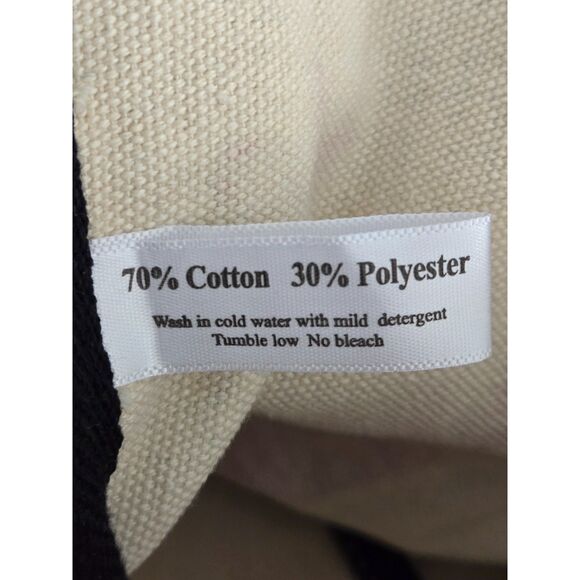 70% Cotton 30% Polyester
Wash in cold water with mild detergent
Tumble low No bleach